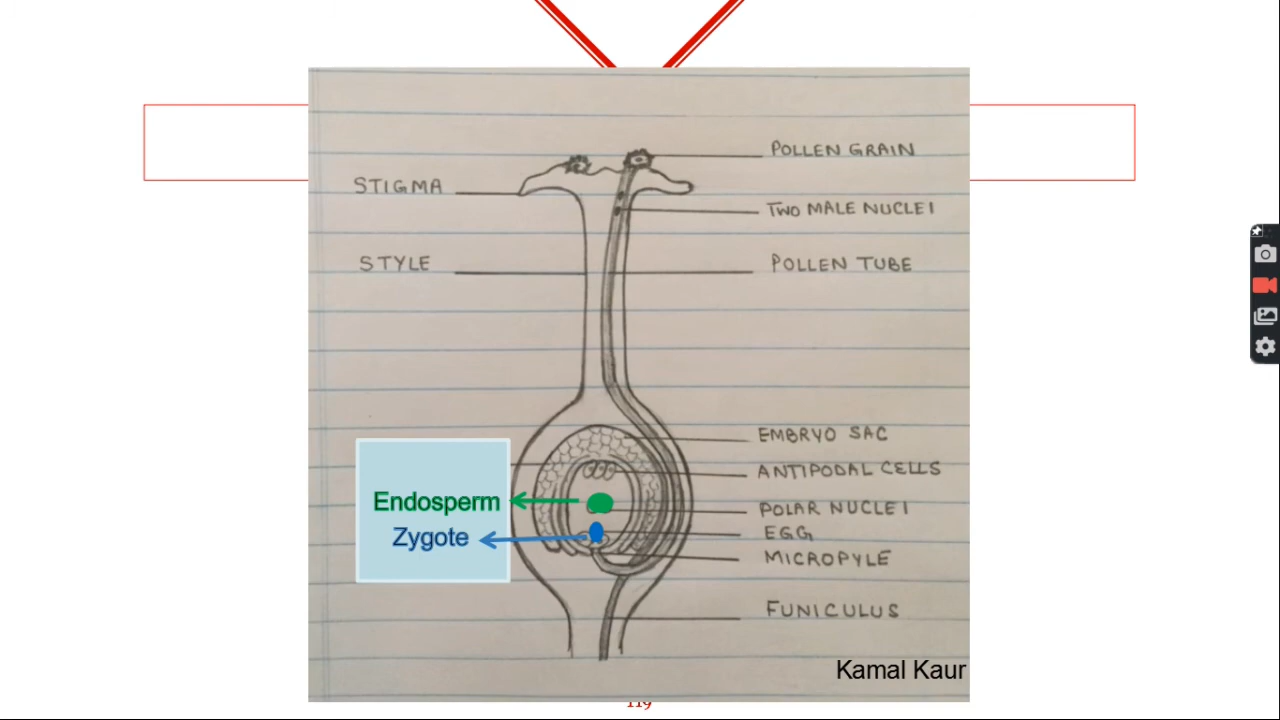 POLLEN GRAIN
STIGMA
TWO MALE NUCLEI
STYLE
POLLEN TUBE
EMBRYO SAC
ANTIPODAL CELLS
Endosperm
POLAR NUCLEI
EGG
Zygote
MICROPYLE
FUNICULUS
Kamal Kaur
119